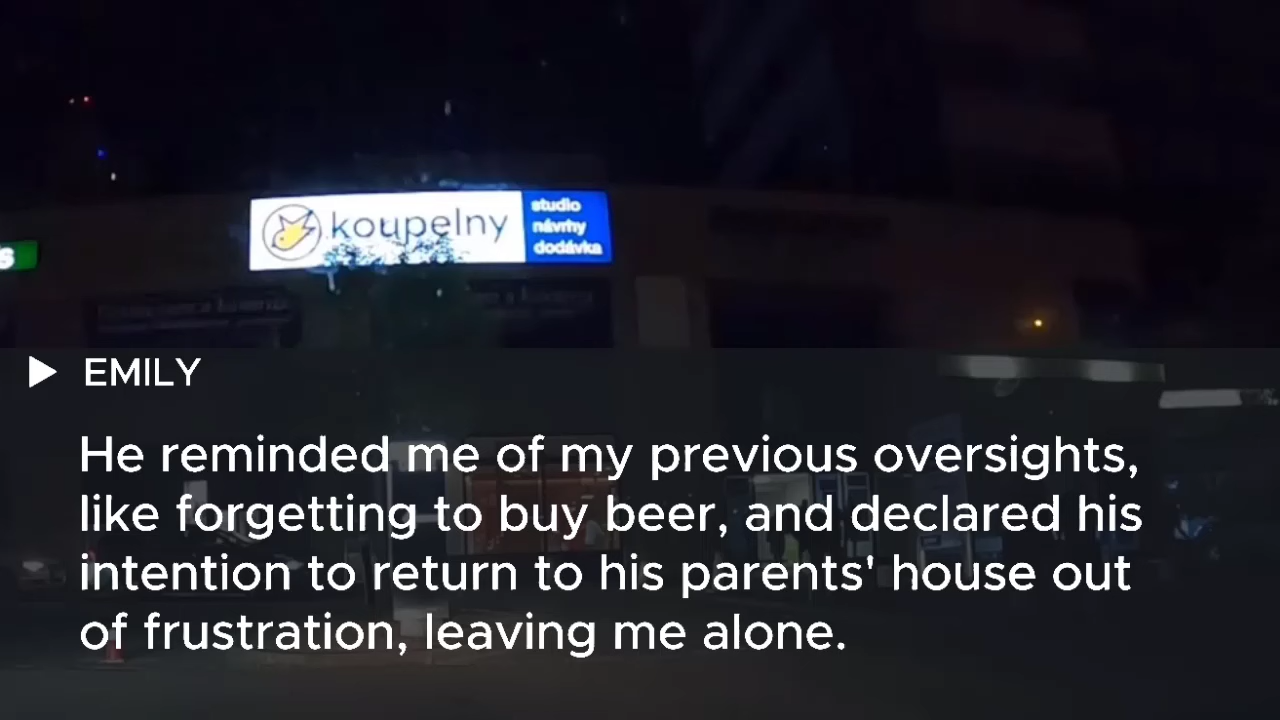 koupelny
studio
návrhy
dodávka
S
EMILY
He reminded me of my previous oversights,
like forgetting to buy beer, and declared his
intention to return to his parents' house out
of frustration, leaving me alone.